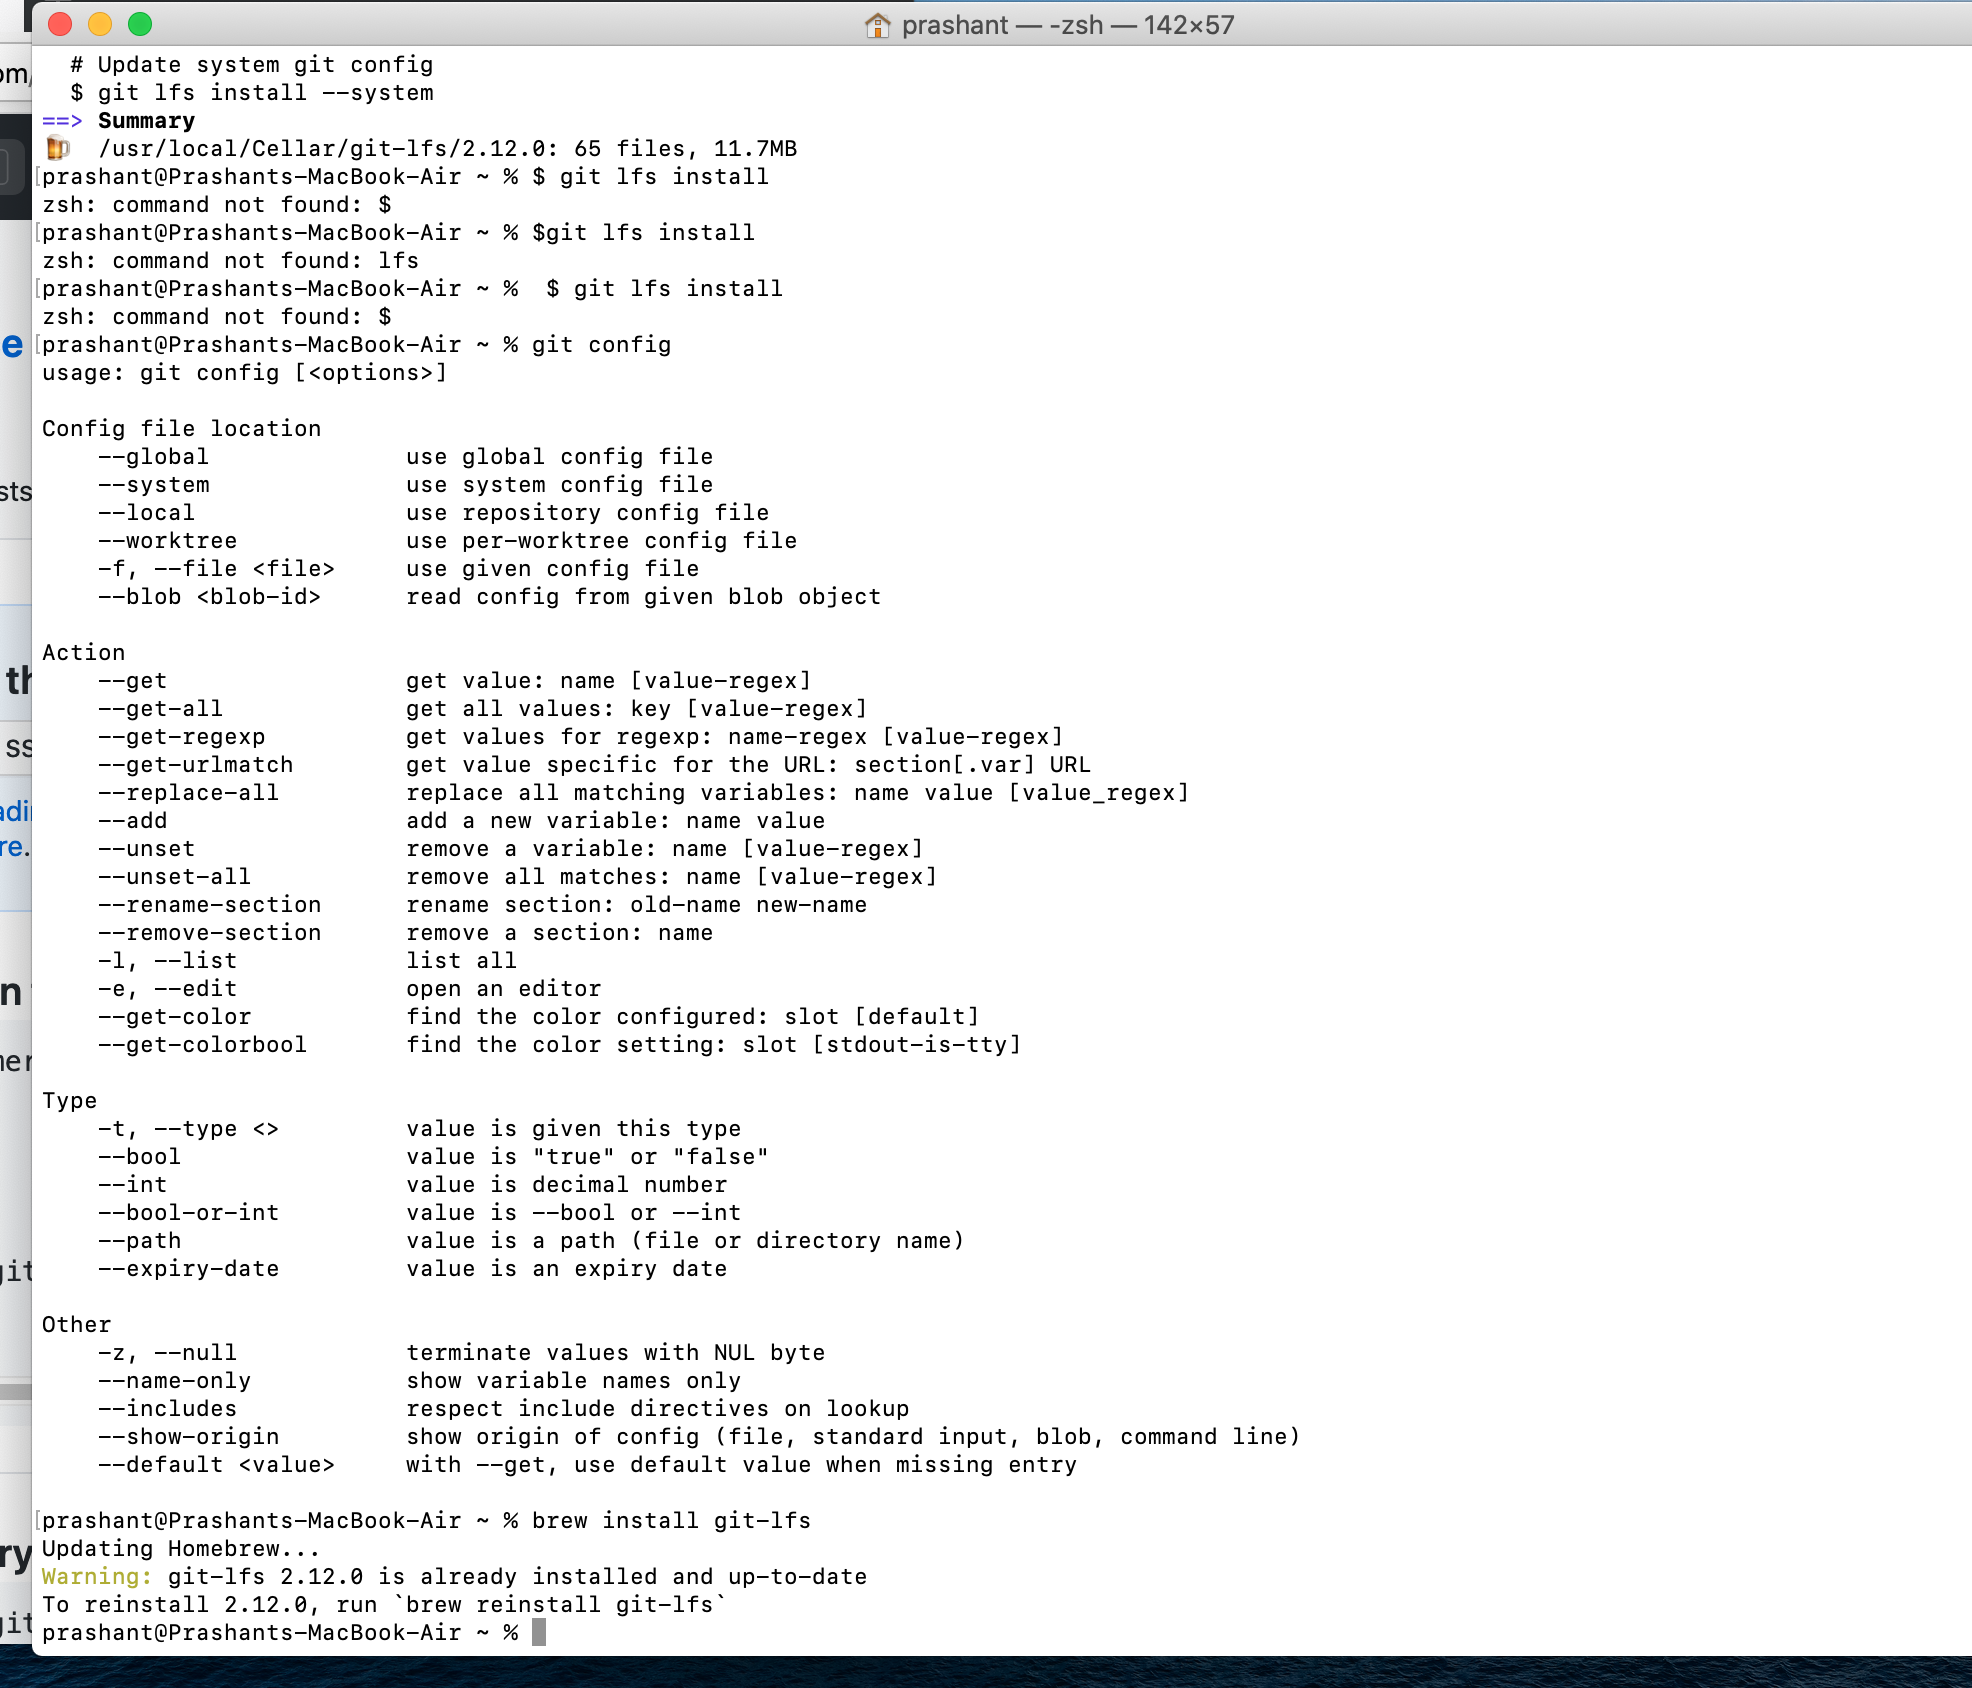 prashant — -zsh — 142×57
# Update system git config
$ git lfs install --system
==> Summary
🍺  /usr/local/Cellar/git-lfs/2.12.0: 65 files, 11.7MB
[prashant@Prashants-MacBook-Air ~ % $ git lfs install
zsh: command not found: $
[prashant@Prashants-MacBook-Air ~ % $git lfs install
zsh: command not found: lfs
[prashant@Prashants-MacBook-Air ~ %  $ git lfs install
zsh: command not found: $
[prashant@Prashants-MacBook-Air ~ % git config
usage: git config [<options>]

Config file location
    --global              use global config file
    --system              use system config file
    --local               use repository config file
    --worktree            use per-worktree config file
    -f, --file <file>     use given config file
    --blob <blob-id>      read config from given blob object

Action
    --get                 get value: name [value-regex]
    --get-all             get all values: key [value-regex]
    --get-regexp          get values for regexp: name-regex [value-regex]
    --get-urlmatch        get value specific for the URL: section[.var] URL
    --replace-all         replace all matching variables: name value [value_regex]
    --add                 add a new variable: name value
    --unset               remove a variable: name [value-regex]
    --unset-all           remove all matches: name [value-regex]
    --rename-section      rename section: old-name new-name
    --remove-section      remove a section: name
    -l, --list            list all
    -e, --edit            open an editor
    --get-color           find the color configured: slot [default]
    --get-colorbool       find the color setting: slot [stdout-is-tty]

Type
    -t, --type <>         value is given this type
    --bool                value is "true" or "false"
    --int                 value is decimal number
    --bool-or-int         value is --bool or --int
    --path                value is a path (file or directory name)
    --expiry-date         value is an expiry date

Other
    -z, --null            terminate values with NUL byte
    --name-only           show variable names only
    --includes            respect include directives on lookup
    --show-origin         show origin of config (file, standard input, blob, command line)
    --default <value>     with --get, use default value when missing entry

[prashant@Prashants-MacBook-Air ~ % brew install git-lfs
Updating Homebrew...
Warning: git-lfs 2.12.0 is already installed and up-to-date
To reinstall 2.12.0, run `brew reinstall git-lfs`
prashant@Prashants-MacBook-Air ~ %